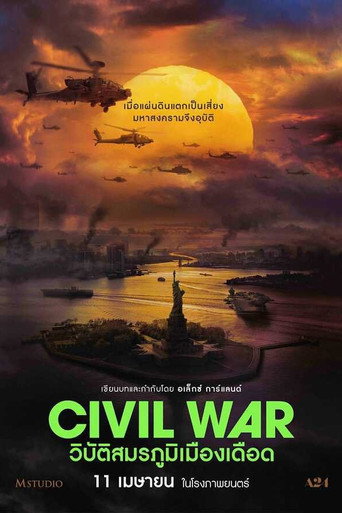 เมื่อแผ่นดินแตกเป็นเสี่ยง
มหาสงครามจึงอุบัติ
เขียนบทและกำกับโดย อเล็กซ์ การ์แลนด์
CIVIL WAR
วิบัติสมรภูมิเมืองเดือด
M STUDIO
11 เมษายน ในโรงภาพยนตร์
A24